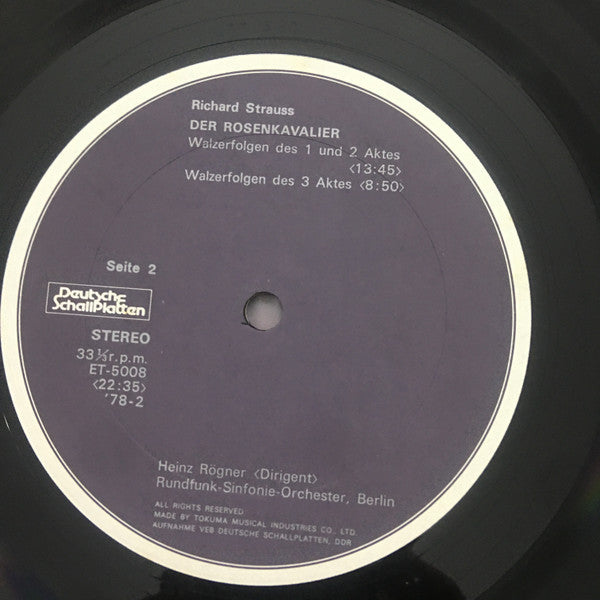 Richard Strauss
DER ROSENKAVALIER
Walzerfolgen des 1 und 2 Aktes
<13:45>
Walzerfolgen des 3 Aktes <8:50>
Seite 2
Deutsche
Schallplatten
STEREO
33⅓r.p.m.
ET-5008
<22:35>
'78-2
Heinz Rögner <Dirigent>
Rundfunk-Sinfonie-Orchester, Berlin
ALL RIGHTS RESERVED
MADE BY TOKUMA MUSICAL INDUSTRIES CO., LTD.
AUFNAHME VEB DEUTSCHE SCHALLPLATTEN, DDR